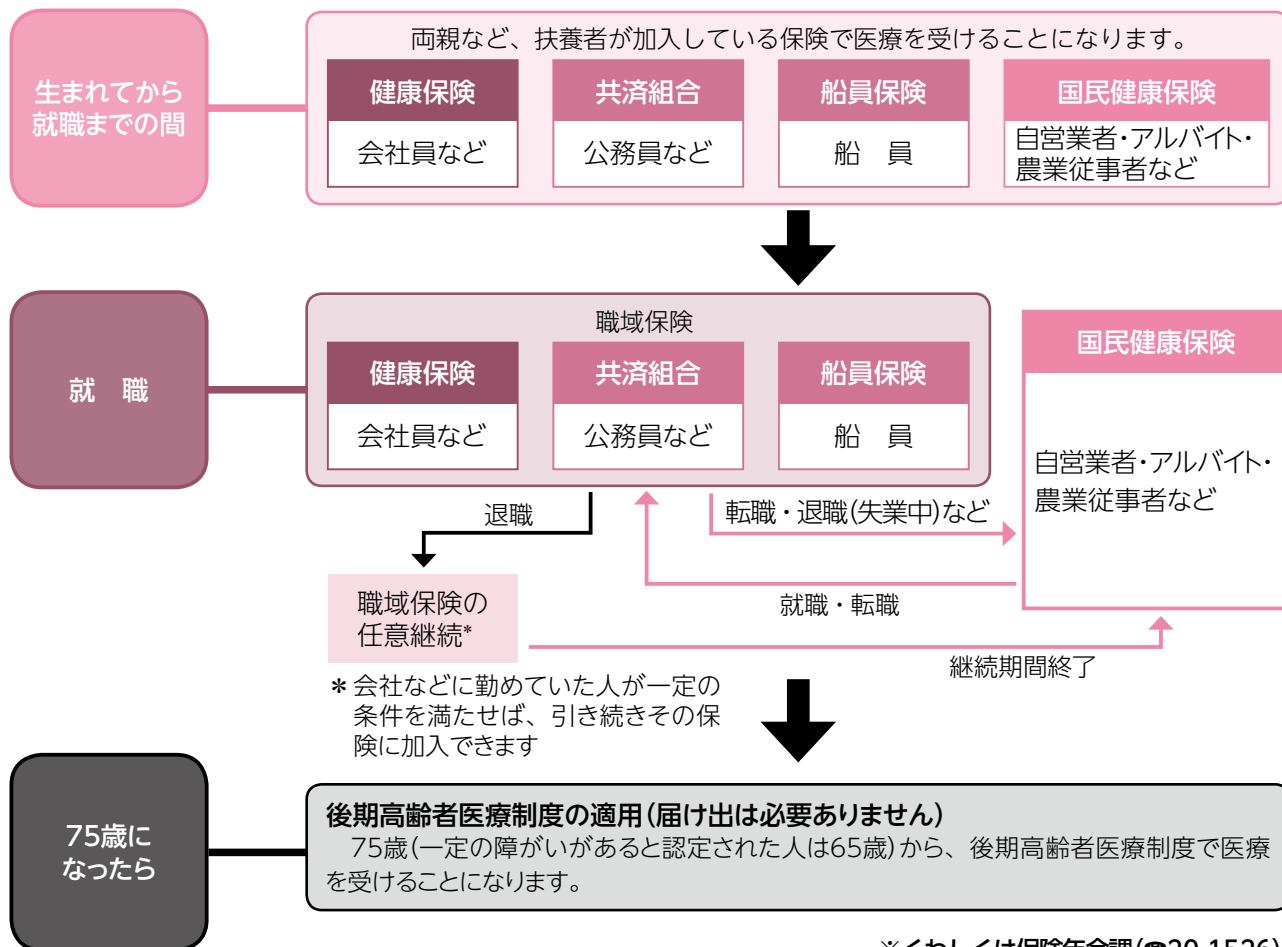 生まれてから
就職までの間
両親など、扶養者が加入している保険で医療を受けることになります。
健康保険
会社員など
共済組合
公務員など
船員保険
船　員
国民健康保険
自営業者・アルバイト・
農業従事者など
就　職
職域保険
健康保険
会社員など
共済組合
公務員など
船員保険
船　員
国民健康保険
自営業者・アルバイト・
農業従事者など
退職
転職・退職(失業中)など
就職・転職
職域保険の
任意継続*
継続期間終了
＊会社などに勤めていた人が一定の
条件を満たせば、引き続きその保
険に加入できます
75歳に
なったら
後期高齢者医療制度の適用(届け出は必要ありません)
　75歳(一定の障がいがあると認定された人は65歳)から、後期高齢者医療制度で医療
を受けることになります。
※くわしくは保険年金課(☎20-1526)